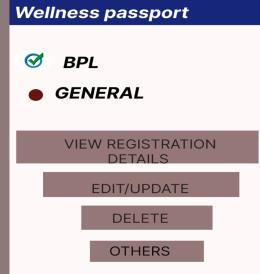 Wellness passport
BPL
GENERAL
VIEW REGISTRATION
DETAILS
EDIT/UPDATE
DELETE
OTHERS